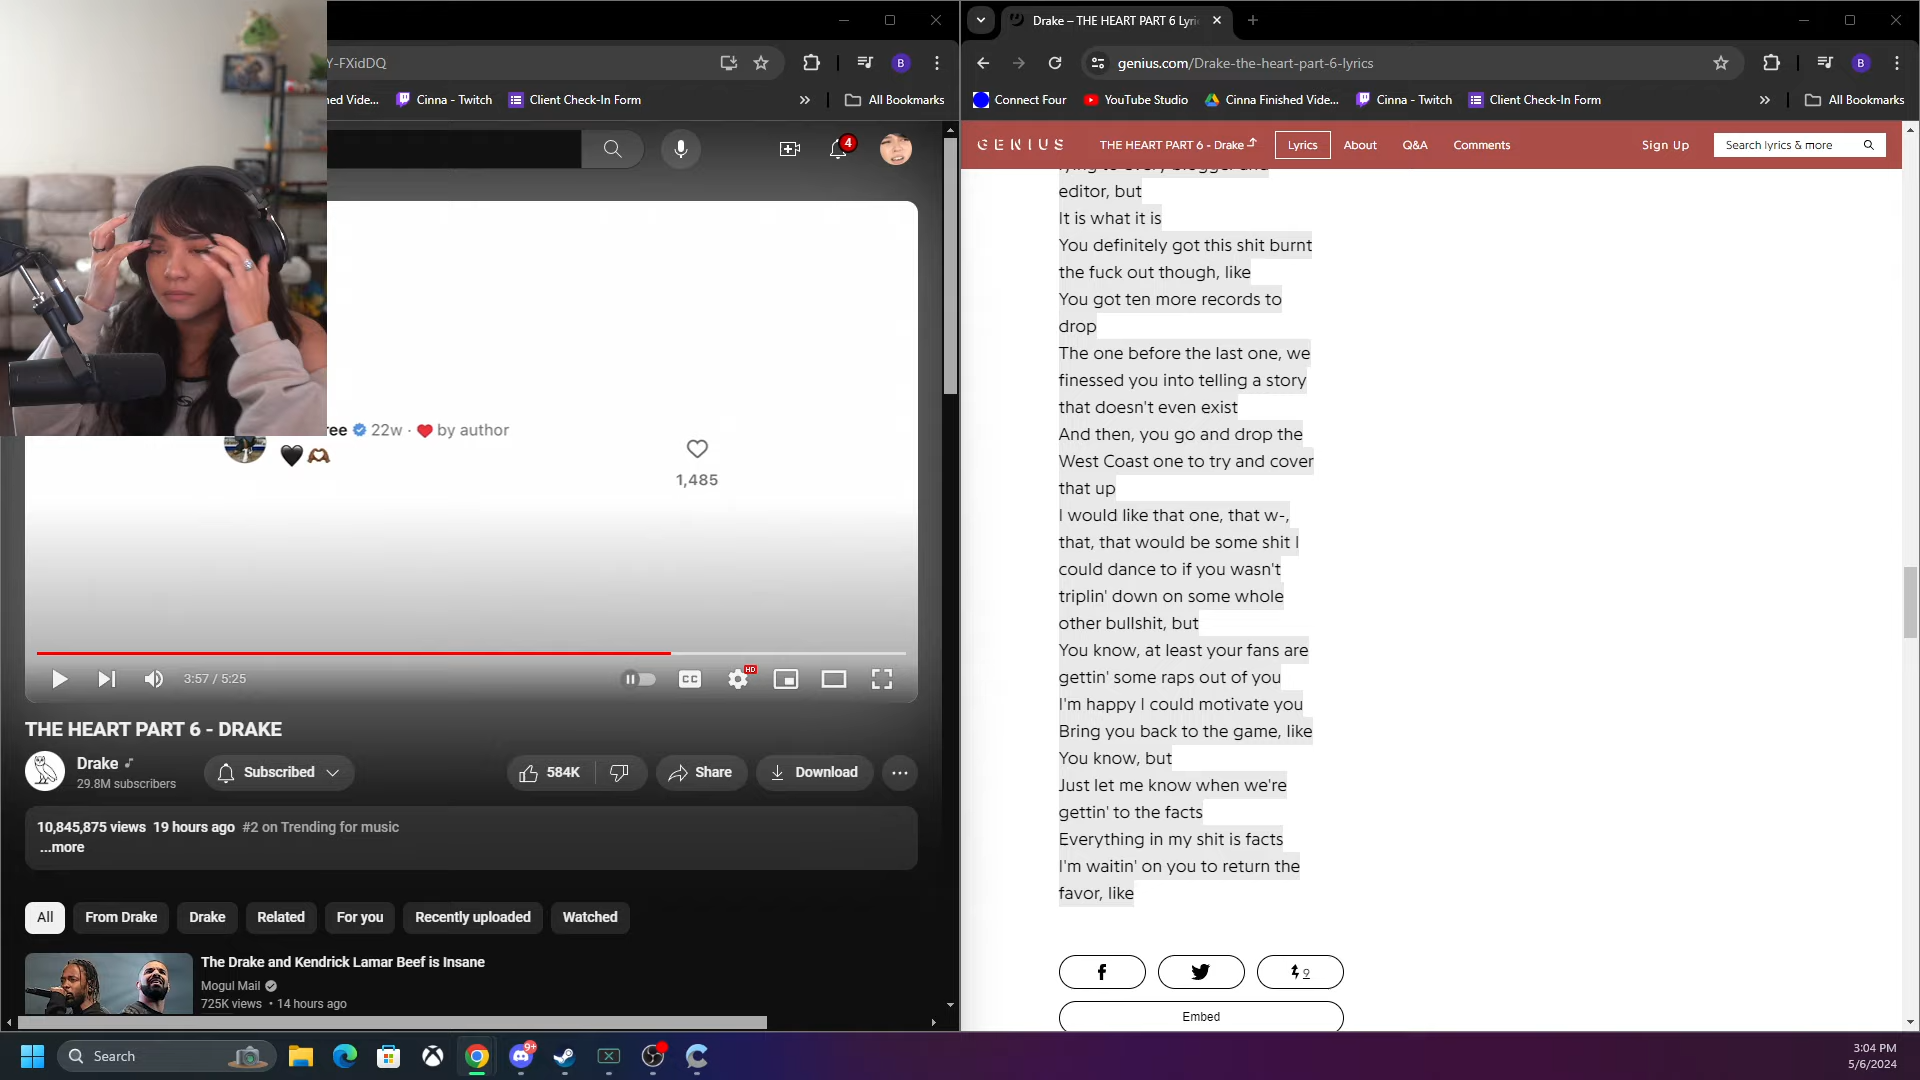 Y-FXidDQ
B
ed Vide...
Cinna - Twitch
Client Check-In Form
All Bookmarks
4
ree 22w · by author
1,485
3:57 / 5:25
CC
HD
THE HEART PART 6 - DRAKE
Drake
29.8M subscribers
Subscribed
584K
Share
Download
10,845,875 views 19 hours ago #2 on Trending for music
...more
All
From Drake
Drake
Related
For you
Recently uploaded
Watched
The Drake and Kendrick Lamar Beef is Insane
Mogul Mail
725K views • 14 hours ago
Drake – THE HEART PART 6 Lyri
genius.com/Drake-the-heart-part-6-lyrics
B
Connect Four
YouTube Studio
Cinna Finished Vide...
Cinna - Twitch
Client Check-In Form
All Bookmarks
GENIUS
THE HEART PART 6 - Drake
Lyrics
About
Q&A
Comments
Sign Up
Search lyrics & more
lying to every blogger and
editor, but
It is what it is
You definitely got this shit burnt
the fuck out though, like
You got ten more records to
drop
The one before the last one, we
finessed you into telling a story
that doesn't even exist
And then, you go and drop the
West Coast one to try and cover
that up
I would like that one, that w-,
that, that would be some shit I
could dance to if you wasn't
triplin' down on some whole
other bullshit, but
You know, at least your fans are
gettin' some raps out of you
I'm happy I could motivate you
Bring you back to the game, like
You know, but
Just let me know when we're
gettin' to the facts
Everything in my shit is facts
I'm waitin' on you to return the
favor, like
9
Embed
Search
9+
3:04 PM
5/6/2024